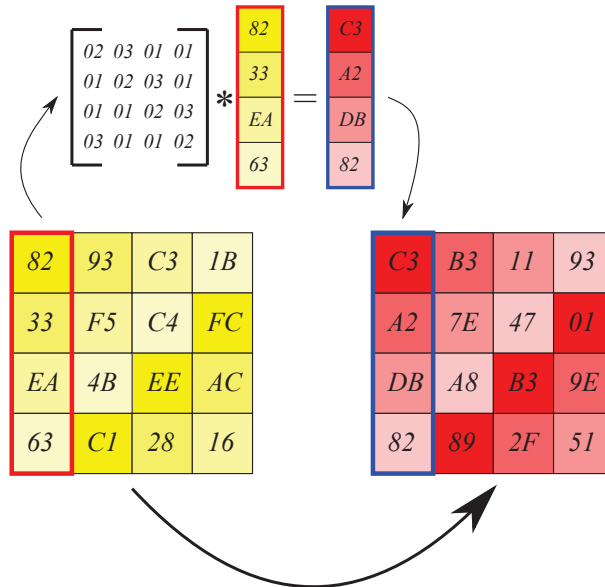 02 03 01 01
01 02 03 01
01 01 02 03
03 01 01 02
*
82
33
EA
63
=
C3
A2
DB
82
82 93 C3 1B
33 F5 C4 FC
EA 4B EE AC
63 C1 28 16
C3 B3 11 93
A2 7E 47 01
DB A8 B3 9E
82 89 2F 51